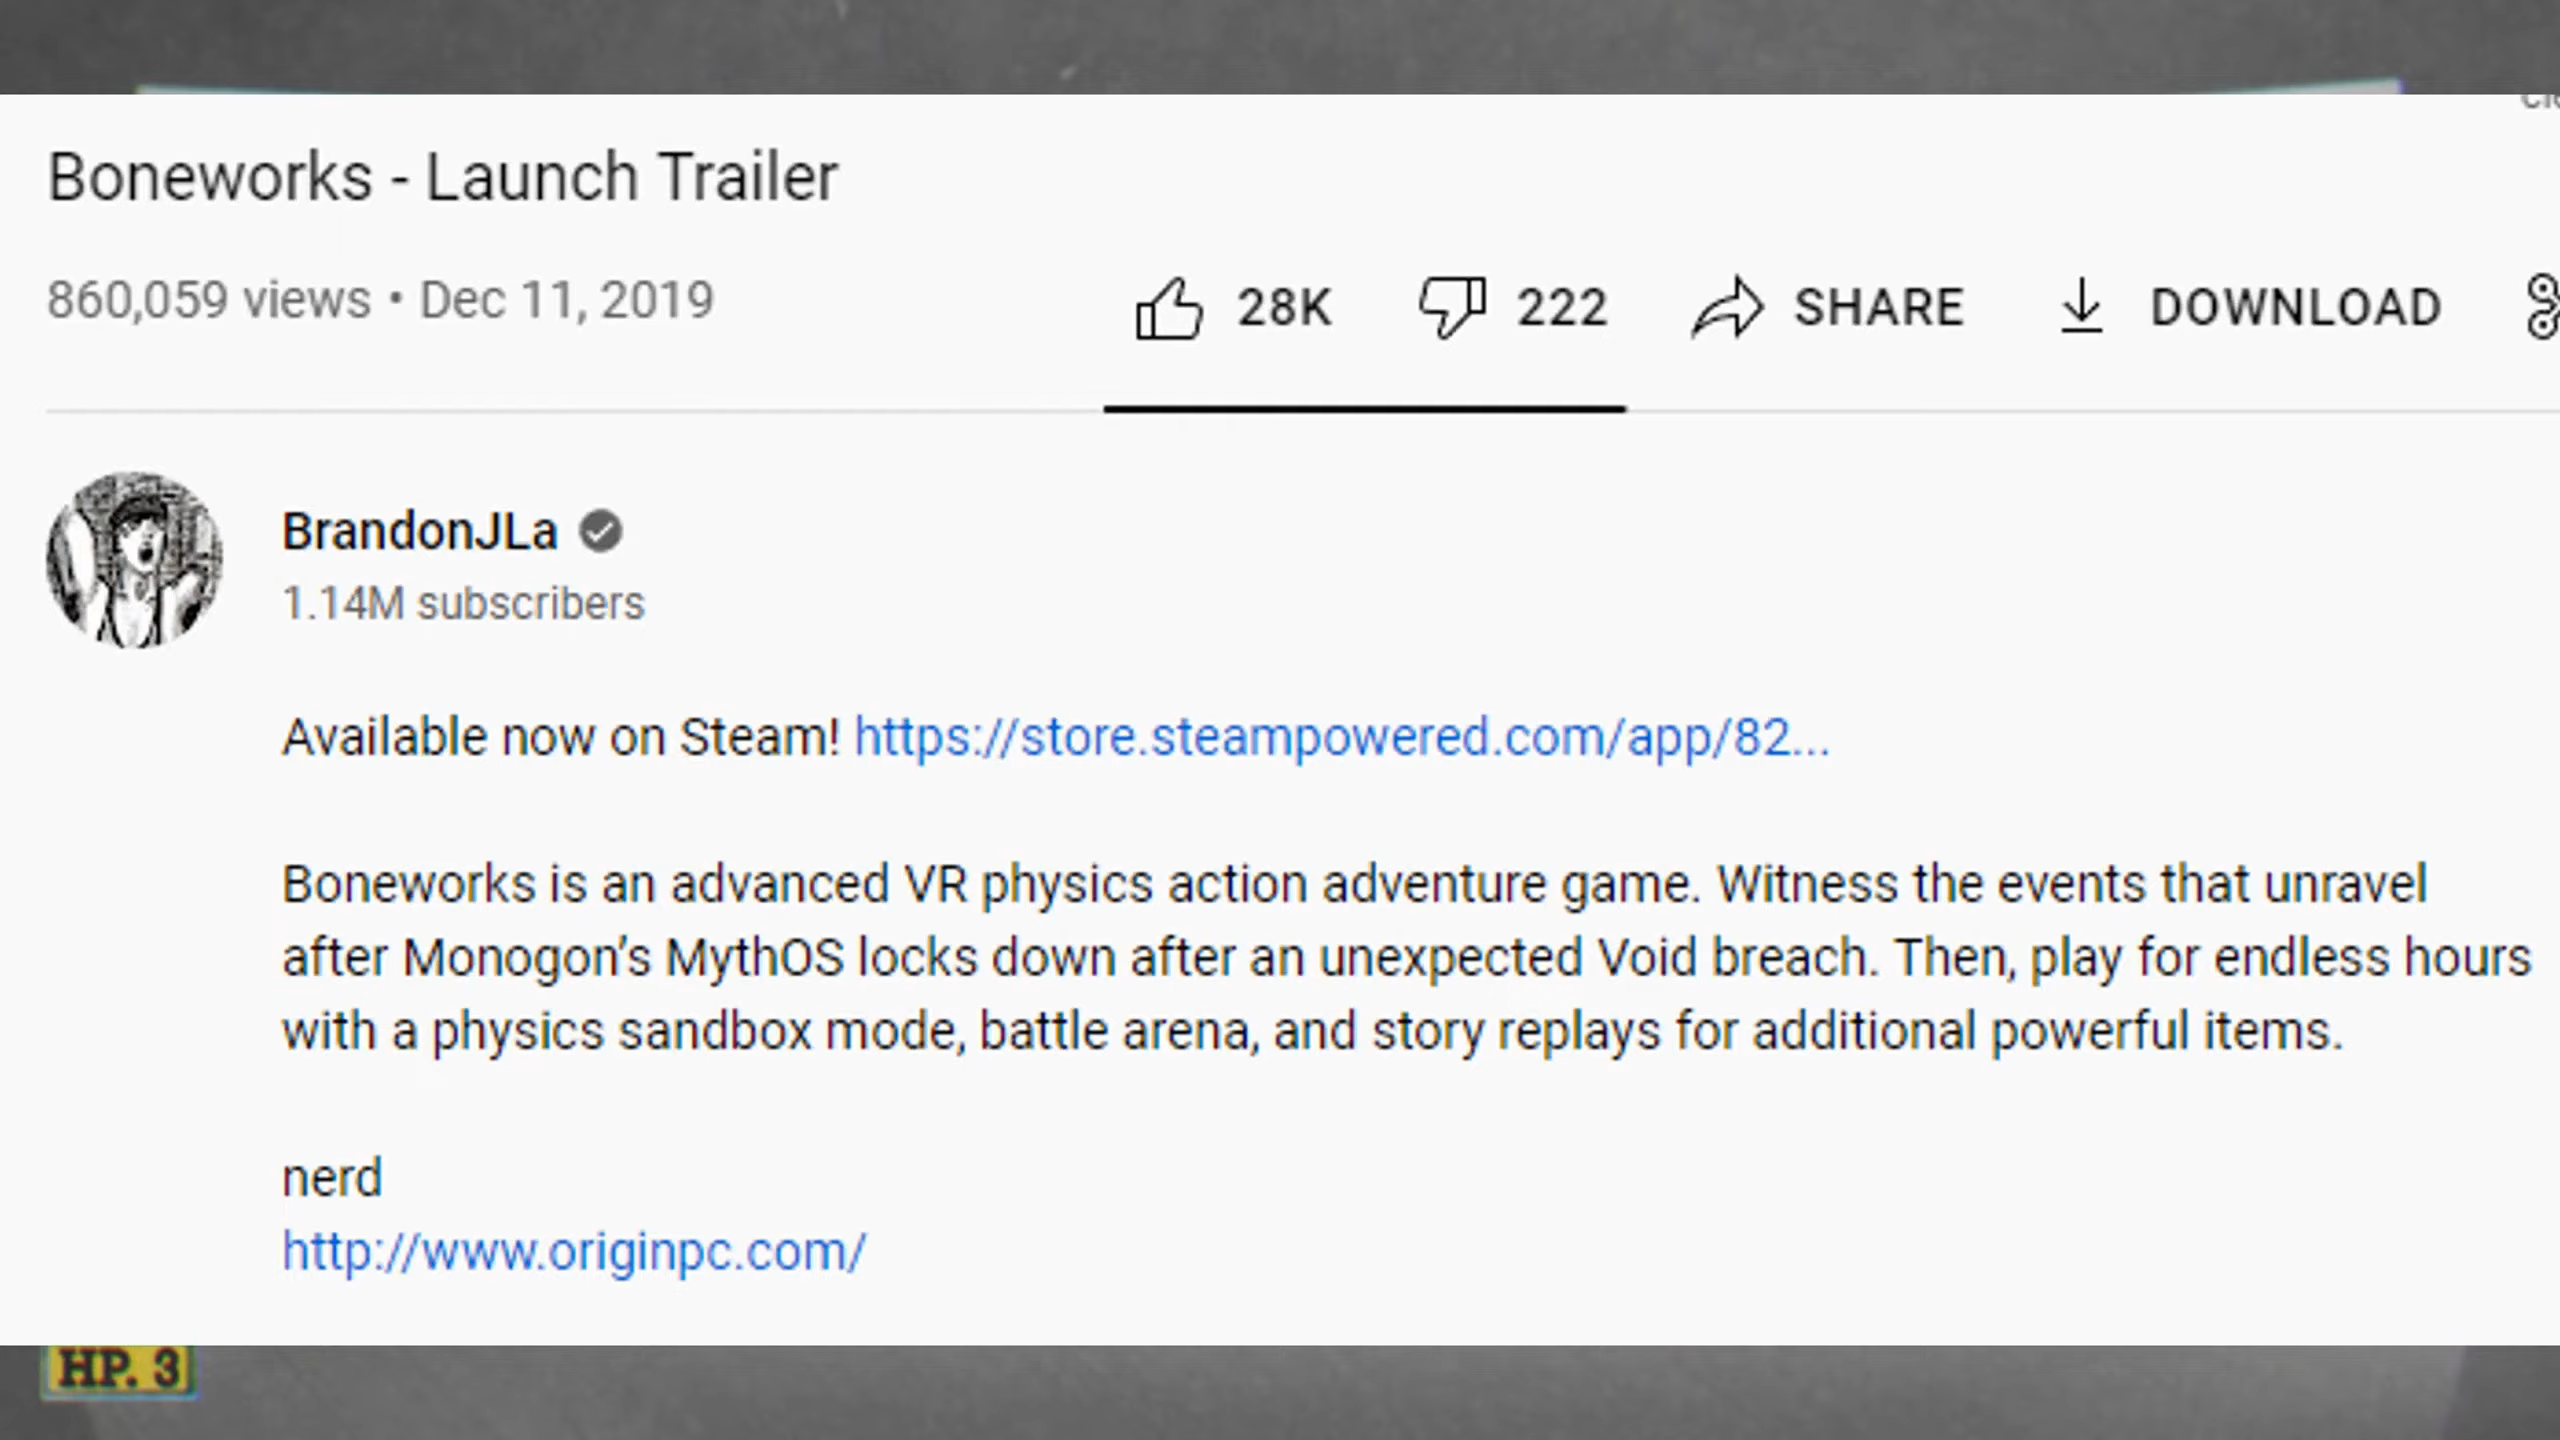 Boneworks - Launch Trailer
860,059 views • Dec 11, 2019
28K
222
SHARE
DOWNLOAD
BrandonJLa
1.14M subscribers
Available now on Steam! https://store.steampowered.com/app/82...
Boneworks is an advanced VR physics action adventure game. Witness the events that unravel
after Monogon’s MythOS locks down after an unexpected Void breach. Then, play for endless hours
with a physics sandbox mode, battle arena, and story replays for additional powerful items.
nerd
http://www.originpc.com/
HP. 3